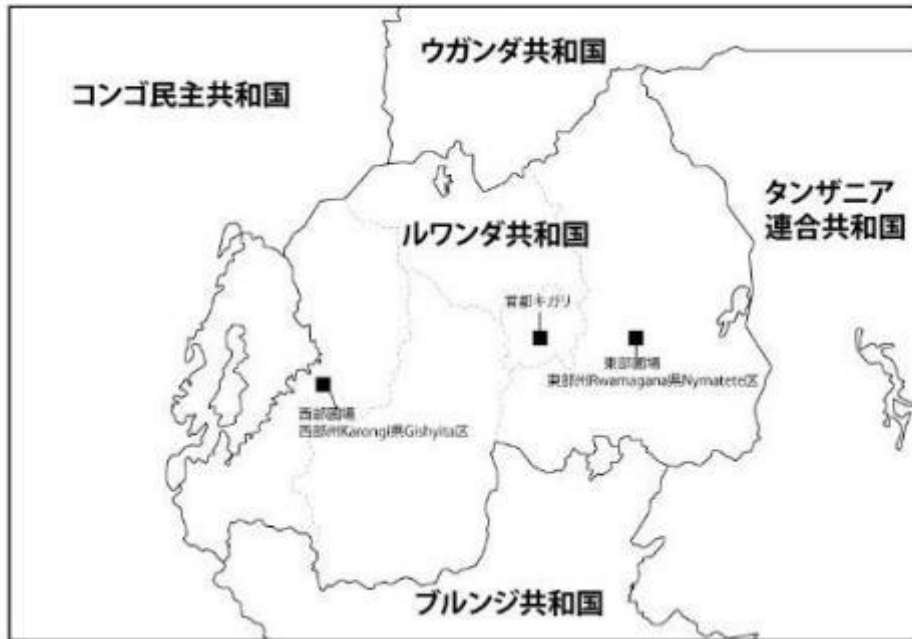 ウガンダ共和国
コンゴ民主共和国
タンザニア
連合共和国
ルワンダ共和国
首都キガリ
東部圃場
東部州Rwamagana県Nymatete区
西部圃場
西部州Karongi県Gishyita区
ブルンジ共和国